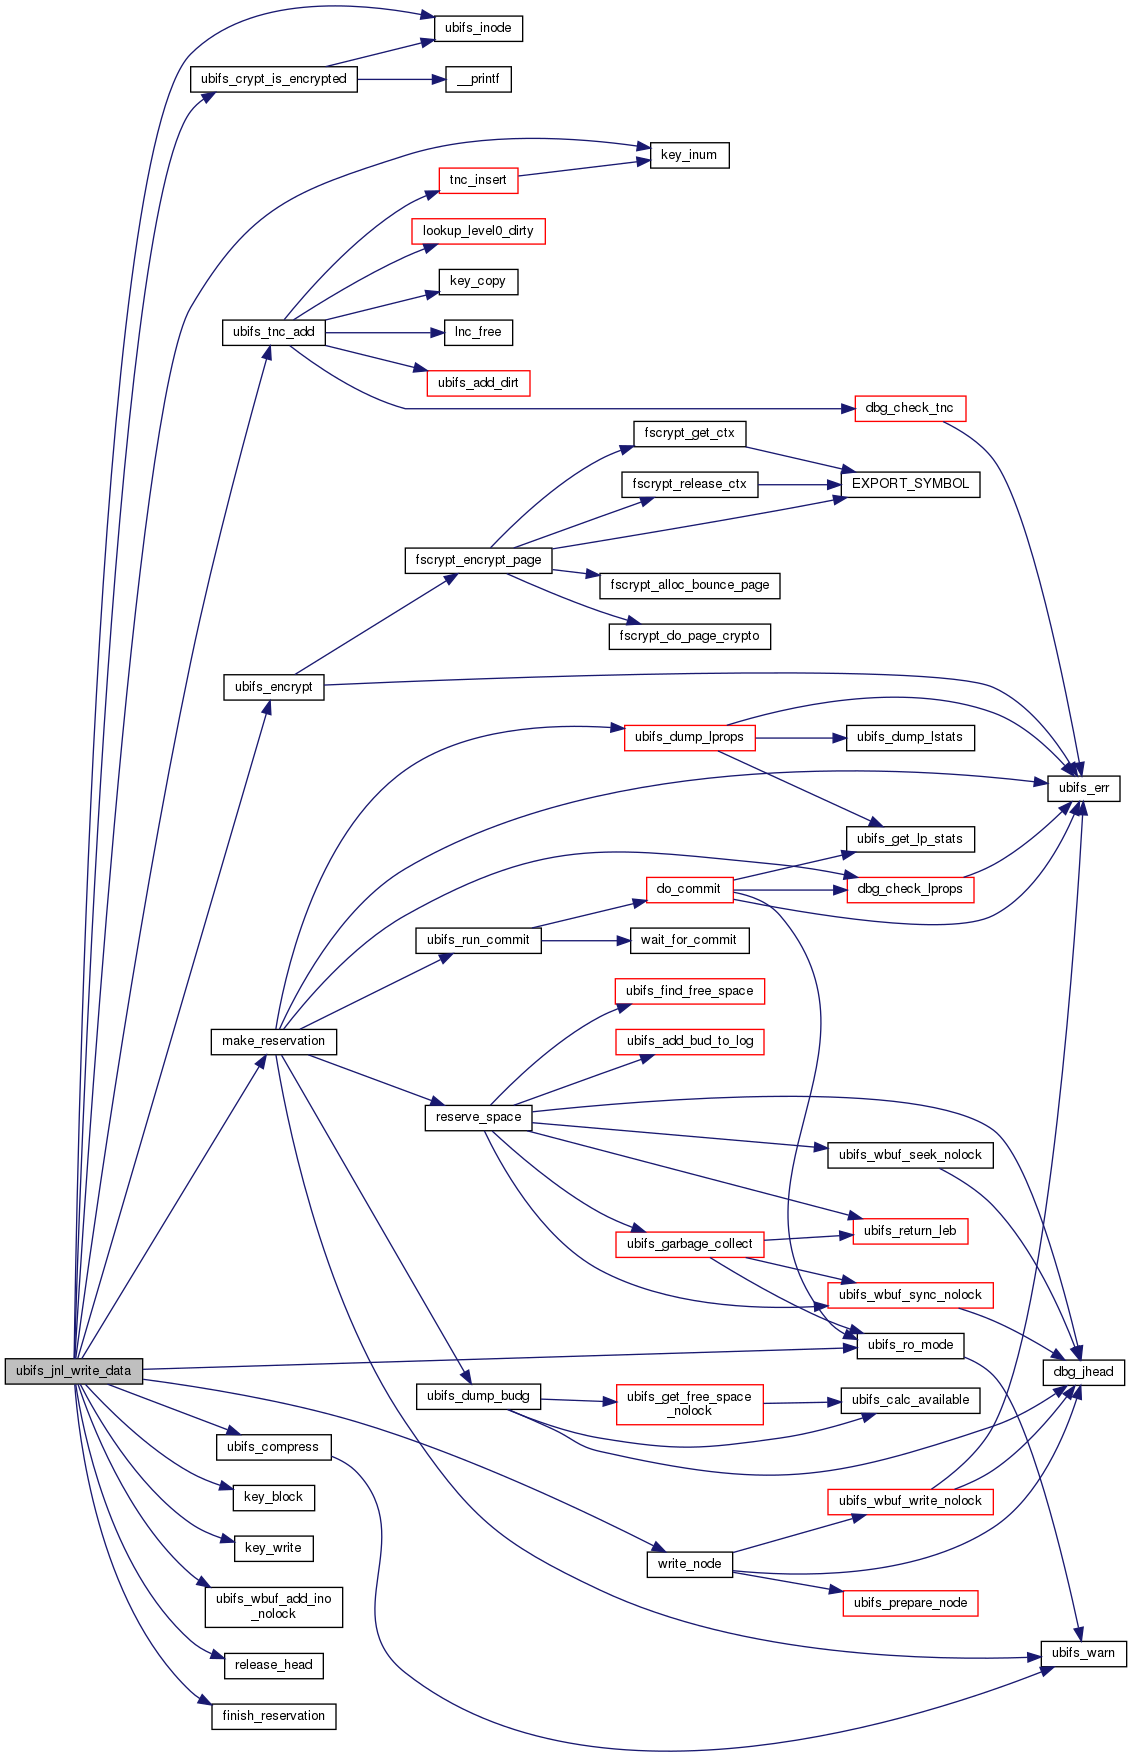 ubifs_inode
ubifs_crypt_is_encrypted
__printf
key_inum
tnc_insert
lookup_level0_dirty
key_copy
ubifs_tnc_add
lnc_free
ubifs_add_dirt
dbg_check_tnc
fscrypt_get_ctx
fscrypt_release_ctx
EXPORT_SYMBOL
fscrypt_encrypt_page
fscrypt_alloc_bounce_page
fscrypt_do_page_crypto
ubifs_encrypt
ubifs_dump_lprops
ubifs_dump_lstats
ubifs_err
ubifs_get_lp_stats
do_commit
dbg_check_lprops
ubifs_run_commit
wait_for_commit
ubifs_find_free_space
make_reservation
ubifs_add_bud_to_log
reserve_space
ubifs_wbuf_seek_nolock
ubifs_return_leb
ubifs_garbage_collect
ubifs_wbuf_sync_nolock
ubifs_ro_mode
ubifs_jnl_write_data
dbg_jhead
ubifs_dump_budg
ubifs_get_free_space
_nolock
ubifs_calc_available
ubifs_compress
key_block
ubifs_wbuf_write_nolock
key_write
write_node
ubifs_prepare_node
ubifs_wbuf_add_ino
_nolock
ubifs_warn
release_head
finish_reservation